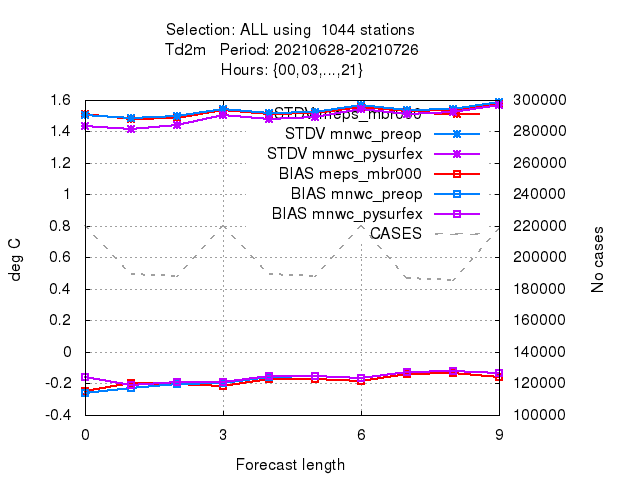 Selection: ALL using  1044 stations
Td2m   Period: 20210628-20210726
Hours: {00,03,...,21}
1.6
1.4
1.2
1
0.8
0.6
0.4
0.2
0
-0.2
-0.4
deg C
STDV meps_mbr000
STDV mnwc_preop
STDV mnwc_pysurfex
BIAS meps_mbr000
BIAS mnwc_preop
BIAS mnwc_pysurfex
CASES
300000
280000
260000
240000
220000
200000
180000
160000
140000
120000
100000
No cases
0 3 6 9
Forecast length